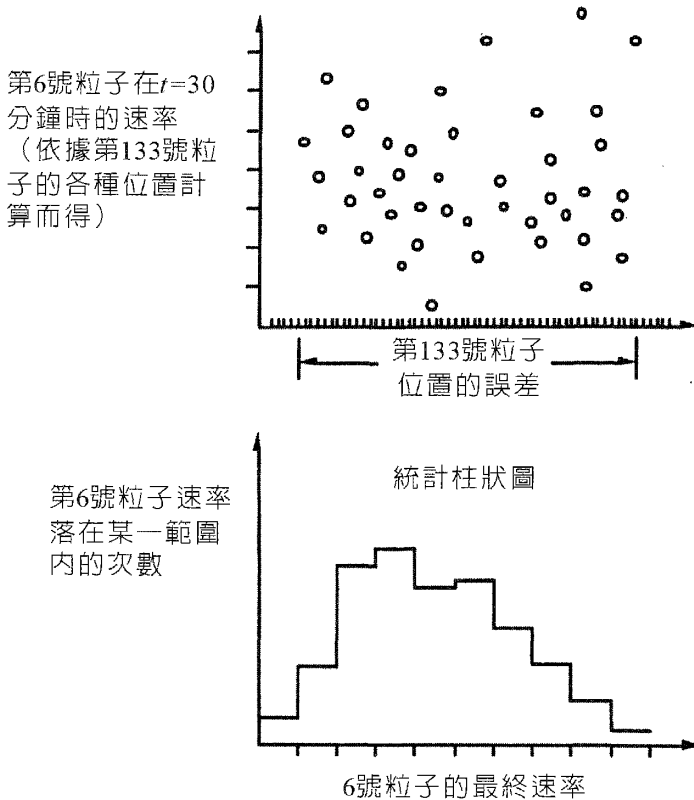 第6號粒子在t=30
分鐘時的速率
（依據第133號粒
子的各種位置計
算而得）
第133號粒子
位置的誤差
統計柱狀圖
第6號粒子速率
落在某一範圍
內的次數
6號粒子的最終速率